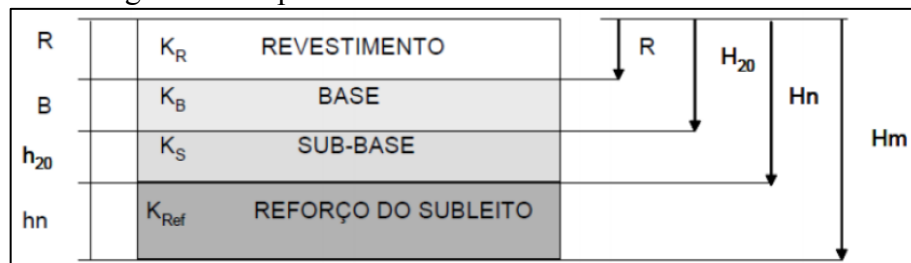 R K_R REVESTIMENTO R
B K_B BASE H_20
h_20 K_S SUB-BASE Hn
hn K_Ref REFORÇO DO SUBLEITO Hm